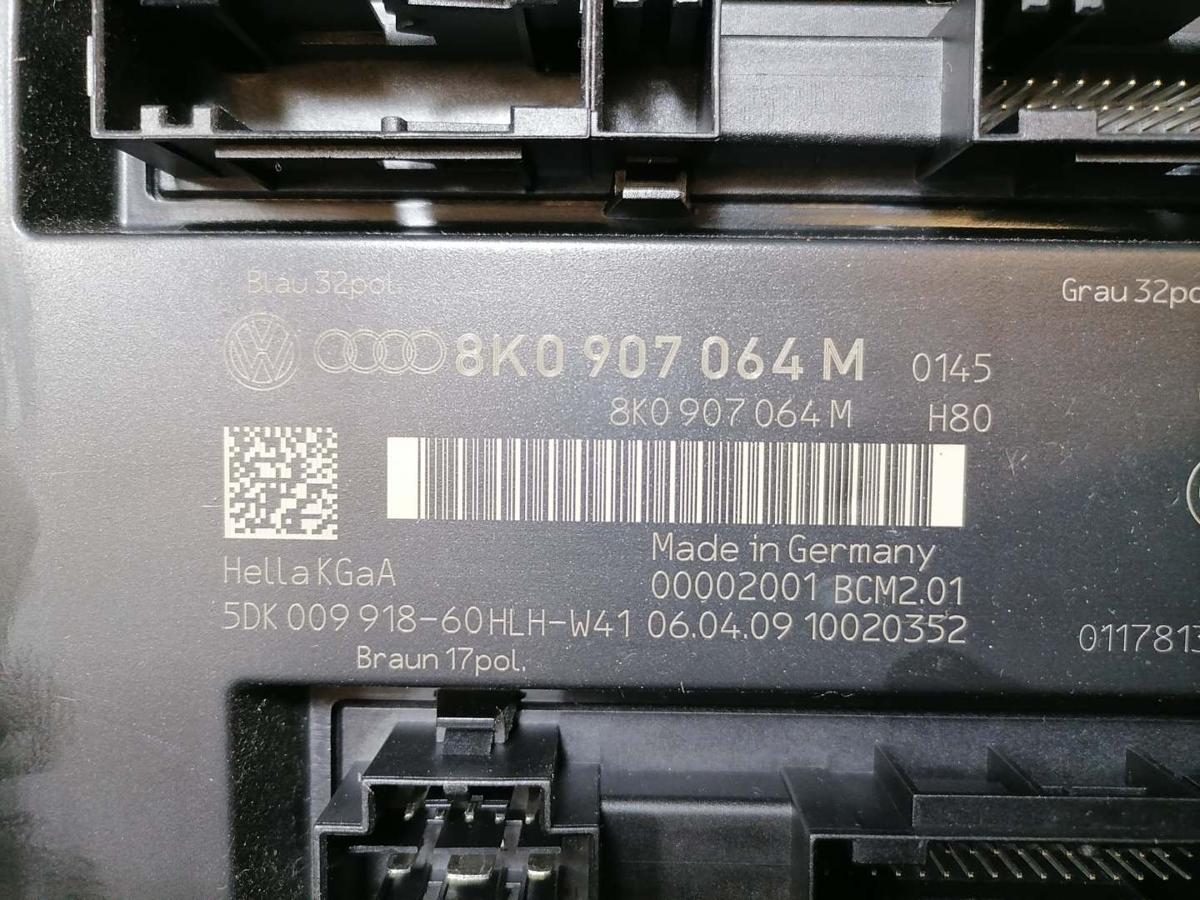 Blau 32pol.
Grau 32po
8K0 907 064 M 0145
8K0 907 064 M H80
Made in Germany
Hella KGaA
00002001 BCM2.01
5DK 009 918-60 HLH-W41 06.04.09 10020352
Braun 17pol.
0117813